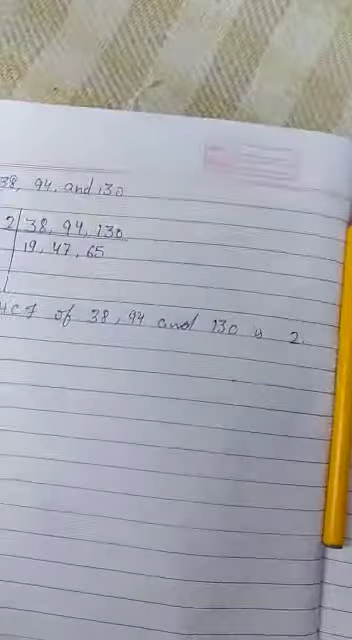 38, 94, and 130
2 38, 94, 130
19, 47, 65
HCF of 38, 94 and 130 is 2.